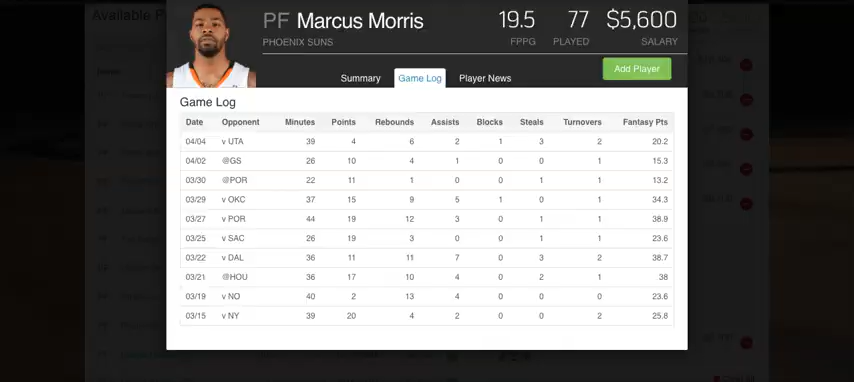 Available P
PF Marcus Morris 19.5 77 $5,600
PHOENIX SUNS FPPG PLAYED SALARY
Summary Game Log Player News Add Player
Game Log
Date Opponent Minutes Points Rebounds Assists Blocks Steals Turnovers Fantasy Pts
04/04 v UTA 39 4 6 2 1 3 2 20.2
04/02 @GS 26 10 4 1 0 0 1 15.3
03/30 @POR 22 11 1 0 0 1 1 13.2
03/29 v OKC 37 15 9 5 1 0 1 34.3
03/27 v POR 44 19 12 3 0 1 1 38.9
03/25 v SAC 26 19 3 0 0 1 1 23.6
03/22 v DAL 36 11 11 7 0 3 2 38.7
03/21 @HOU 36 17 10 4 0 2 1 38
03/19 v NO 40 2 13 4 0 0 0 23.6
03/15 v NY 39 20 4 2 0 0 2 25.8